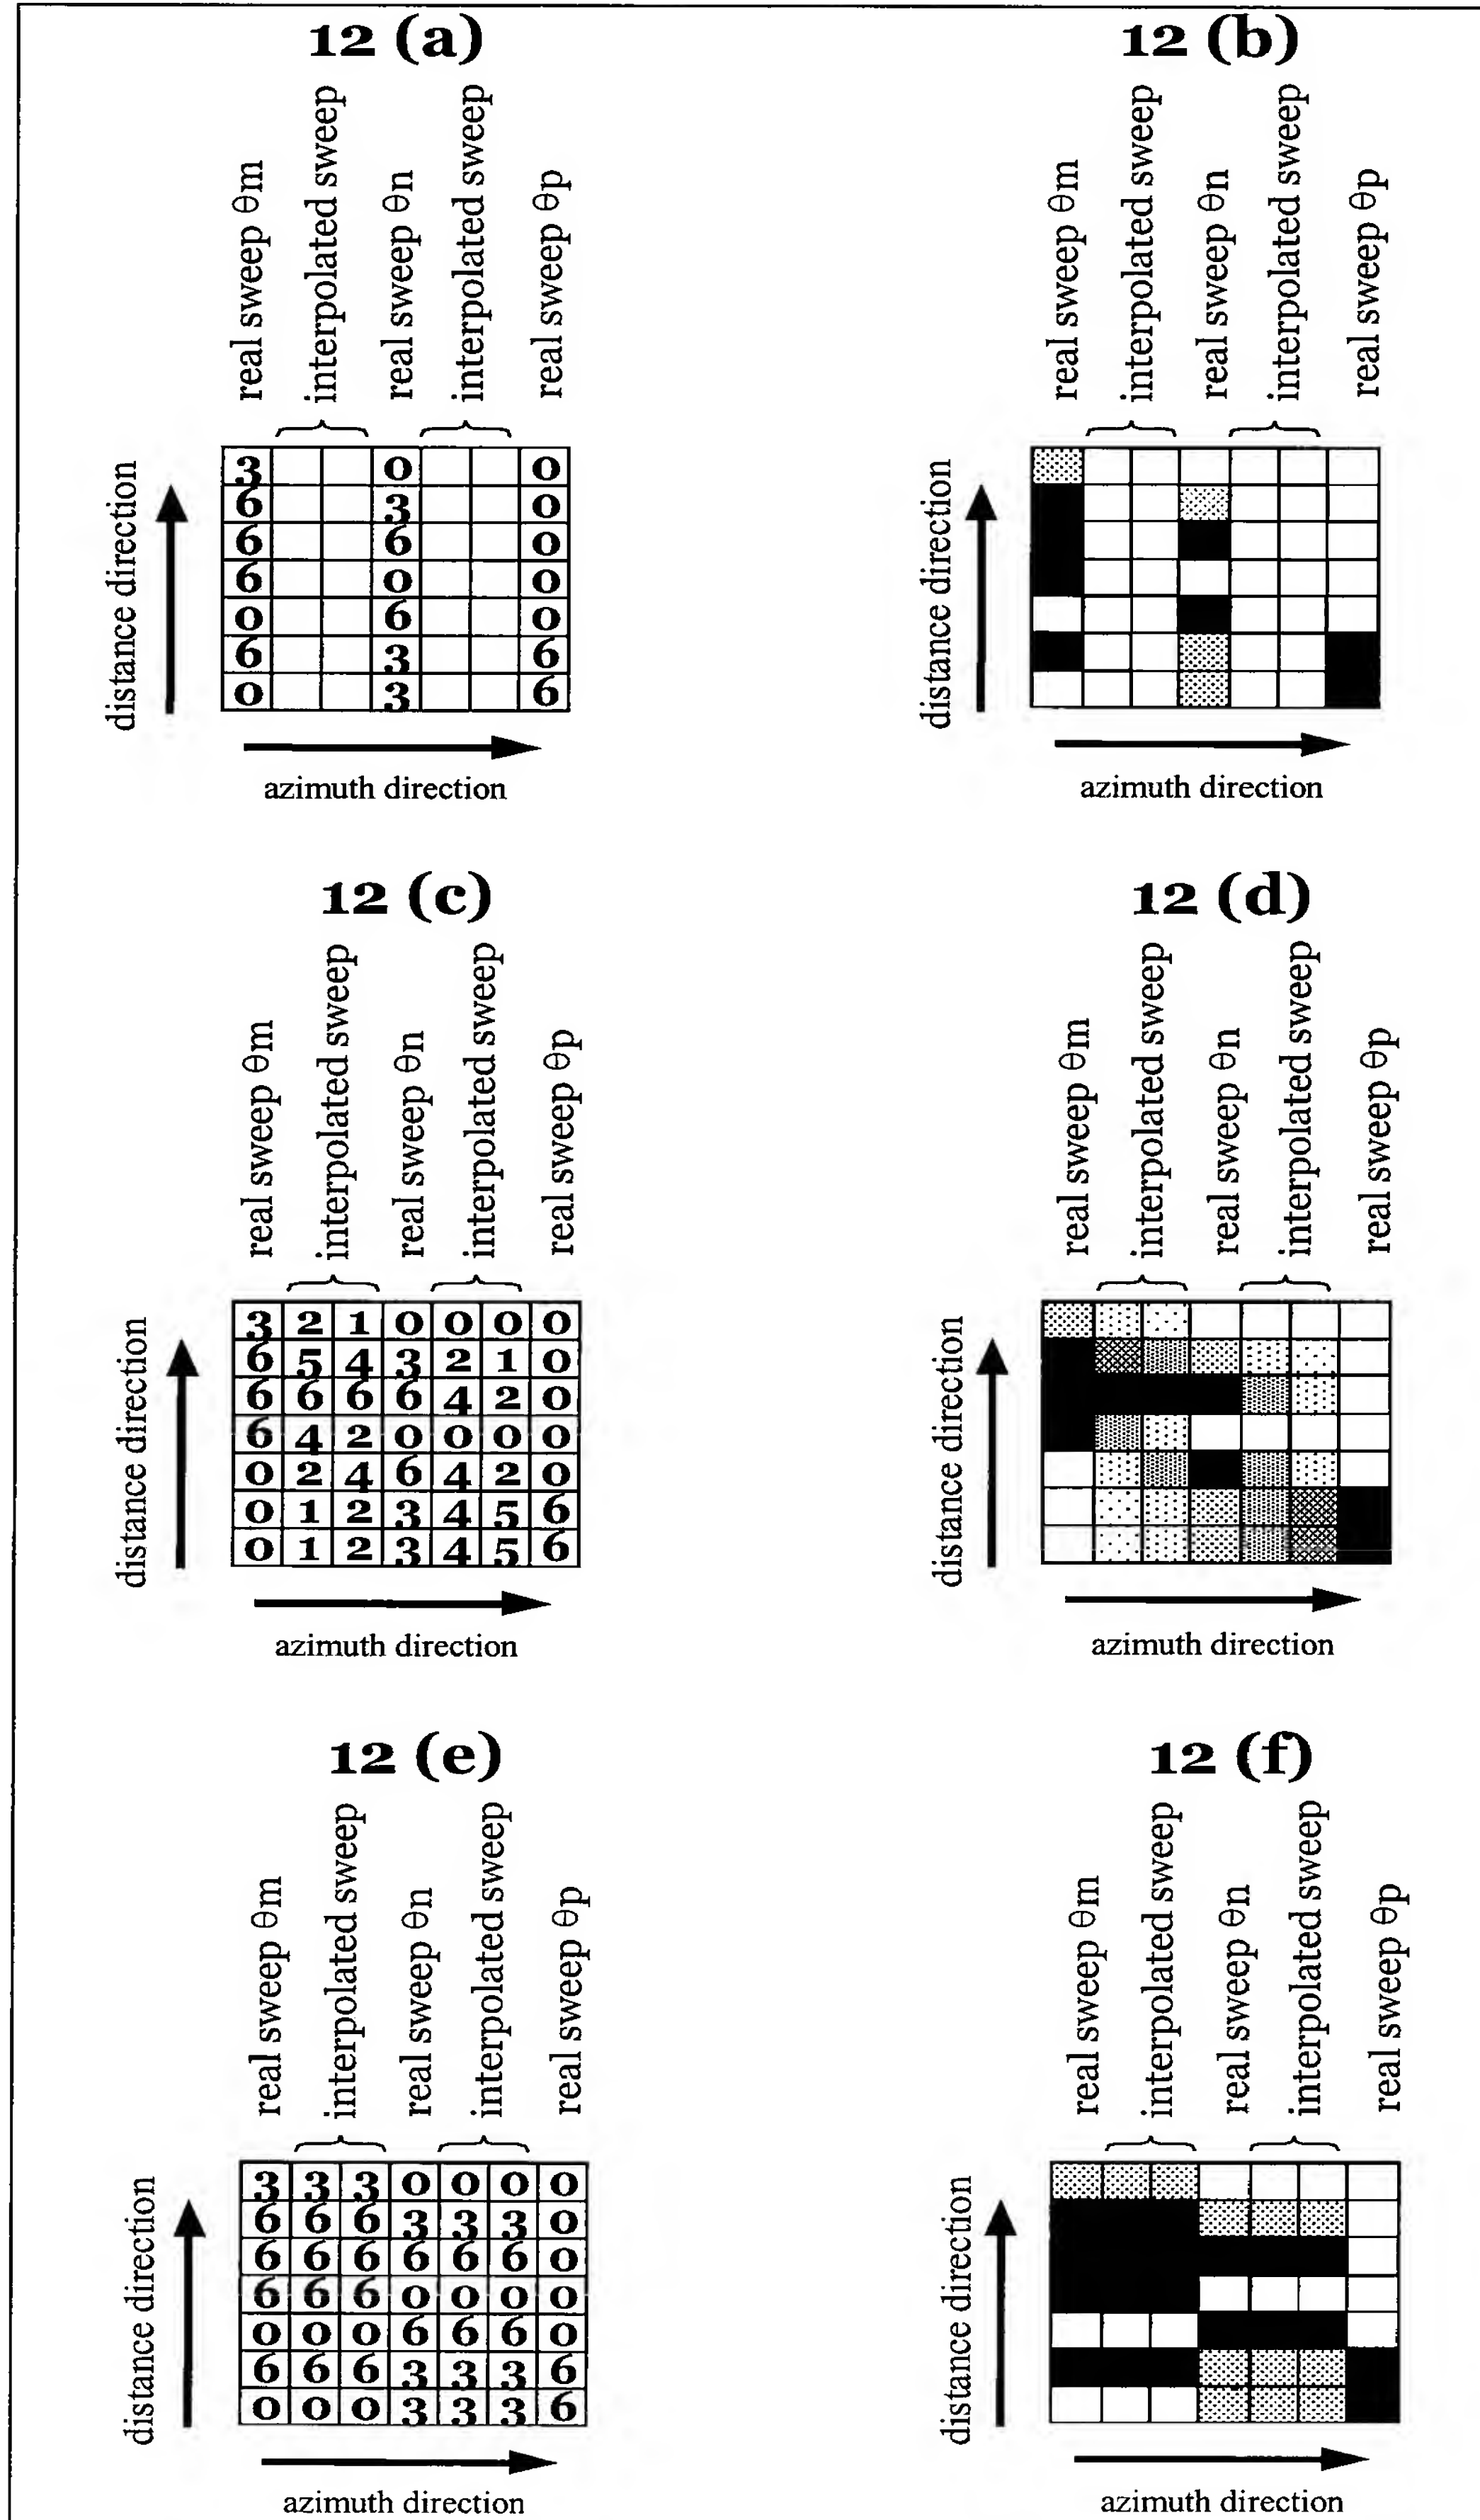 12 (a)
real sweep θm
interpolated sweep
real sweep θn
interpolated sweep
real sweep θp
distance direction
3 0 0
6 3 0
6 6 0
6 0 0
0 6 0
6 3 6
0 3 6
azimuth direction
12 (b)
real sweep θm
interpolated sweep
real sweep θn
interpolated sweep
real sweep θp
distance direction
azimuth direction
12 (c)
real sweep θm
interpolated sweep
real sweep θn
interpolated sweep
real sweep θp
distance direction
3 2 1 0 0 0 0
6 5 4 3 2 1 0
6 6 6 6 4 2 0
6 4 2 0 0 0 0
0 2 4 6 4 2 0
0 1 2 3 4 5 6
0 1 2 3 4 5 6
azimuth direction
12 (d)
real sweep θm
interpolated sweep
real sweep θn
interpolated sweep
real sweep θp
distance direction
azimuth direction
12 (e)
real sweep θm
interpolated sweep
real sweep θn
interpolated sweep
real sweep θp
distance direction
3 3 3 0 0 0 0
6 6 6 3 3 3 0
6 6 6 6 6 6 0
6 6 6 0 0 0 0
0 0 0 6 6 6 0
6 6 6 3 3 3 6
0 0 0 3 3 3 6
azimuth direction
12 (f)
real sweep θm
interpolated sweep
real sweep θn
interpolated sweep
real sweep θp
distance direction
azimuth direction